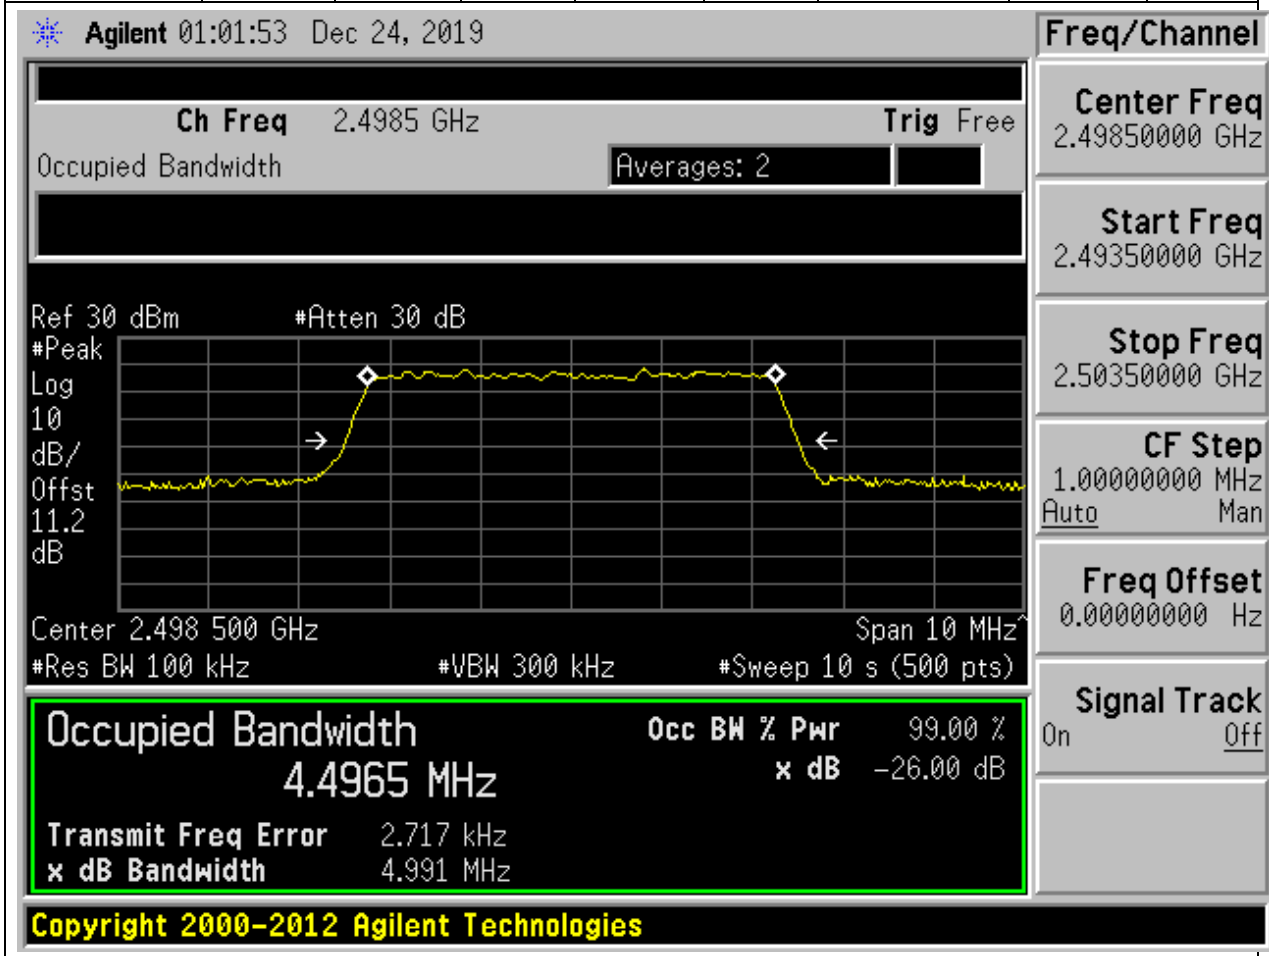 Agilent 01:01:53 Dec 24, 2019
Freq/Channel
Ch Freq 2.4985 GHz
Trig Free
Occupied Bandwidth
Averages: 2
Center Freq
2.49850000 GHz
Start Freq
2.49350000 GHz
Stop Freq
2.50350000 GHz
CF Step
1.00000000 MHz
Auto Man
Freq Offset
0.00000000 Hz
Signal Track
On Off
Ref 30 dBm #Atten 30 dB
#Peak
Log
10
dB/
Offst
11.2
dB
Center 2.498 500 GHz Span 10 MHz^
#Res BW 100 kHz #VBW 300 kHz #Sweep 10 s (500 pts)
Occupied Bandwidth
4.4965 MHz
Occ BW % Pwr 99.00 %
x dB -26.00 dB
Transmit Freq Error 2.717 kHz
x dB Bandwidth 4.991 MHz
Copyright 2000-2012 Agilent Technologies